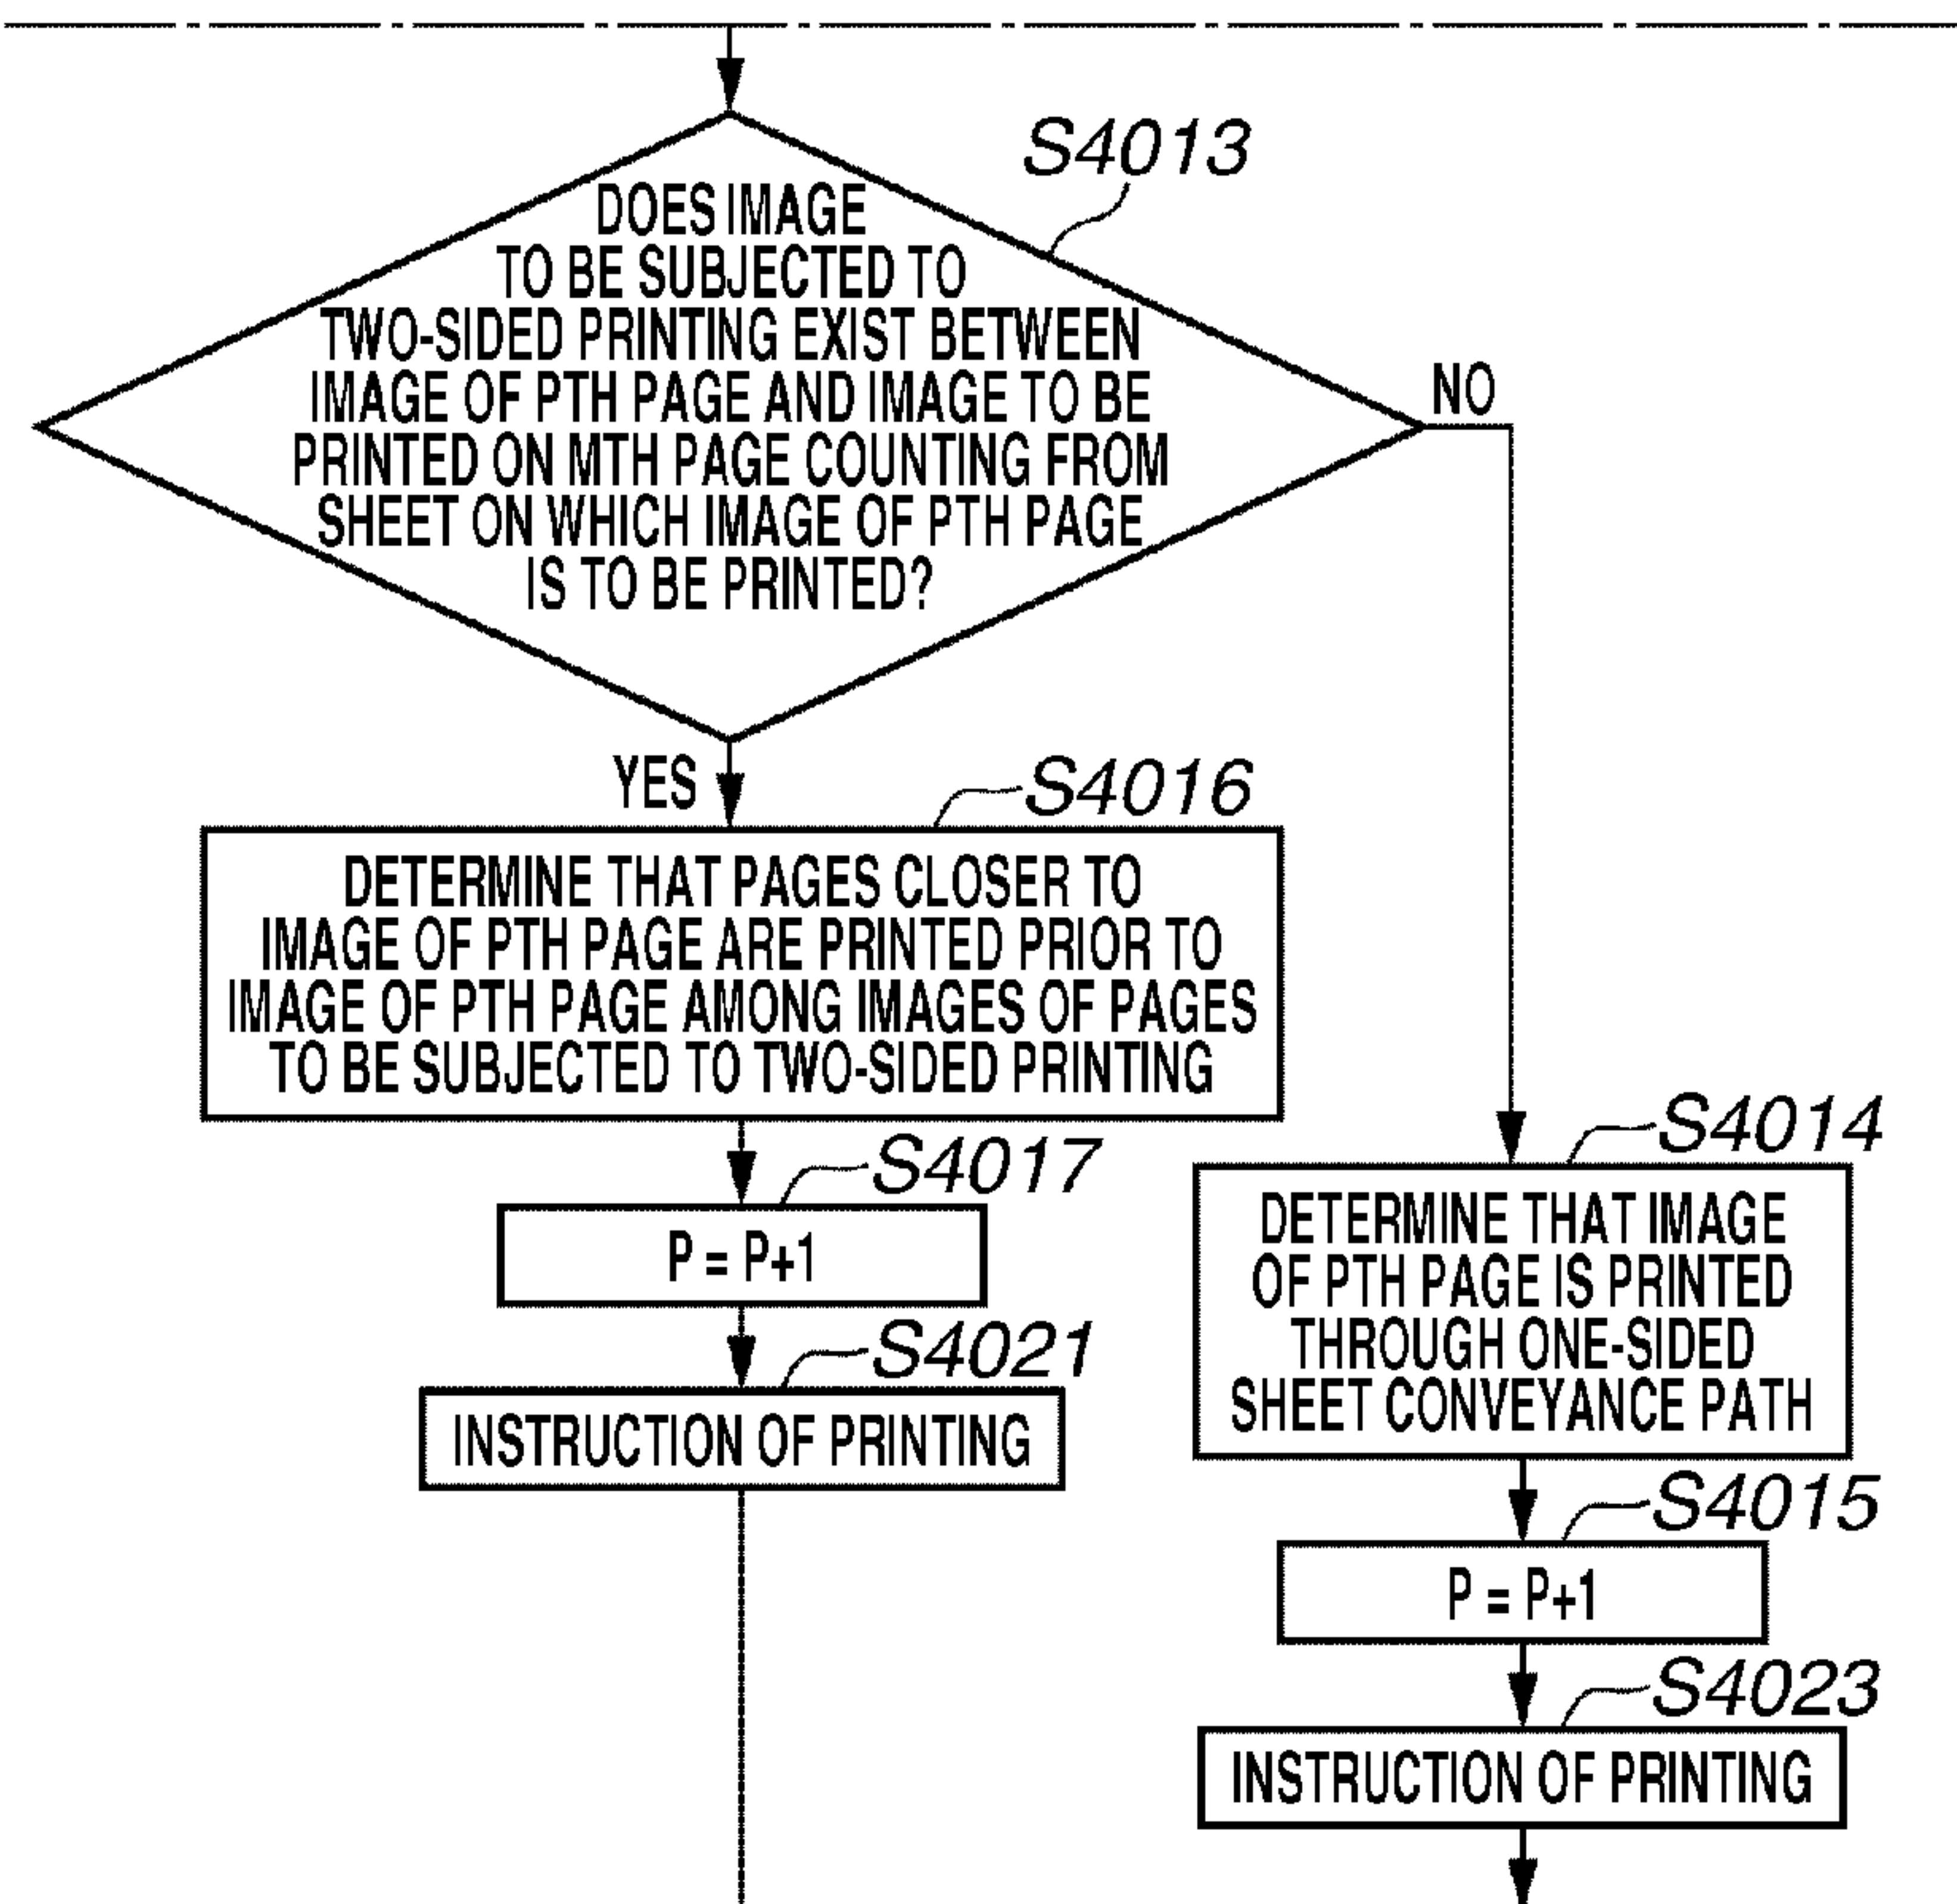 S4013
DOES IMAGE
TO BE SUBJECTED TO
TWO-SIDED PRINTING EXIST BETWEEN
IMAGE OF PTH PAGE AND IMAGE TO BE
PRINTED ON MTH PAGE COUNTING FROM
SHEET ON WHICH IMAGE OF PTH PAGE
IS TO BE PRINTED?
NO
YES
S4016
DETERMINE THAT PAGES CLOSER TO
IMAGE OF PTH PAGE ARE PRINTED PRIOR TO
IMAGE OF PTH PAGE AMONG IMAGES OF PAGES
TO BE SUBJECTED TO TWO-SIDED PRINTING
S4017
P = P+1
S4021
INSTRUCTION OF PRINTING
S4014
DETERMINE THAT IMAGE
OF PTH PAGE IS PRINTED
THROUGH ONE-SIDED
SHEET CONVEYANCE PATH
S4015
P = P+1
S4023
INSTRUCTION OF PRINTING